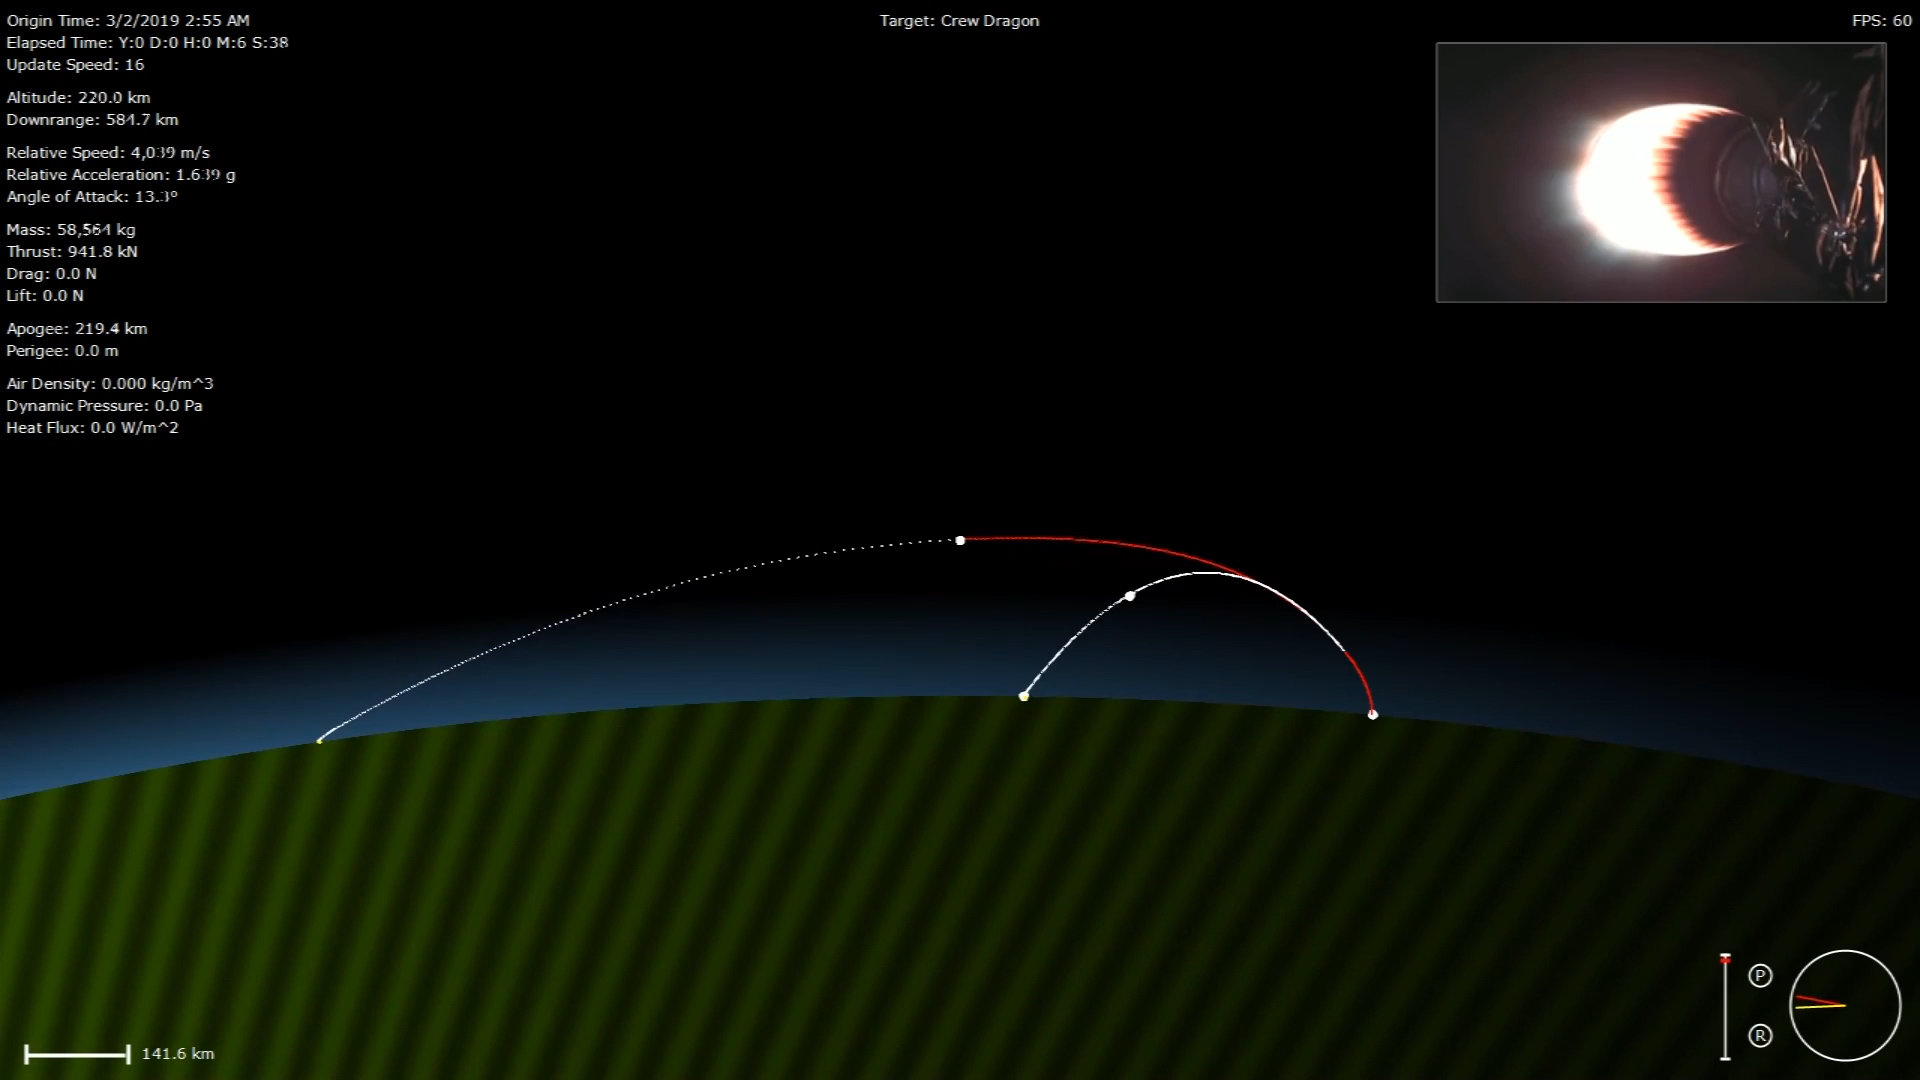 Origin Time: 3/2/2019 2:55 AM
Elapsed Time: Y:0 D:0 H:0 M:6 S:38
Update Speed: 16
Altitude: 220.0 km
Downrange: 584.7 km
Relative Speed: 4,039 m/s
Relative Acceleration: 1.639 g
Angle of Attack: 13.3°
Mass: 58,564 kg
Thrust: 941.8 kN
Drag: 0.0 N
Lift: 0.0 N
Apogee: 219.4 km
Perigee: 0.0 m
Air Density: 0.000 kg/m^3
Dynamic Pressure: 0.0 Pa
Heat Flux: 0.0 W/m^2
Target: Crew Dragon
FPS: 60
P
R
141.6 km